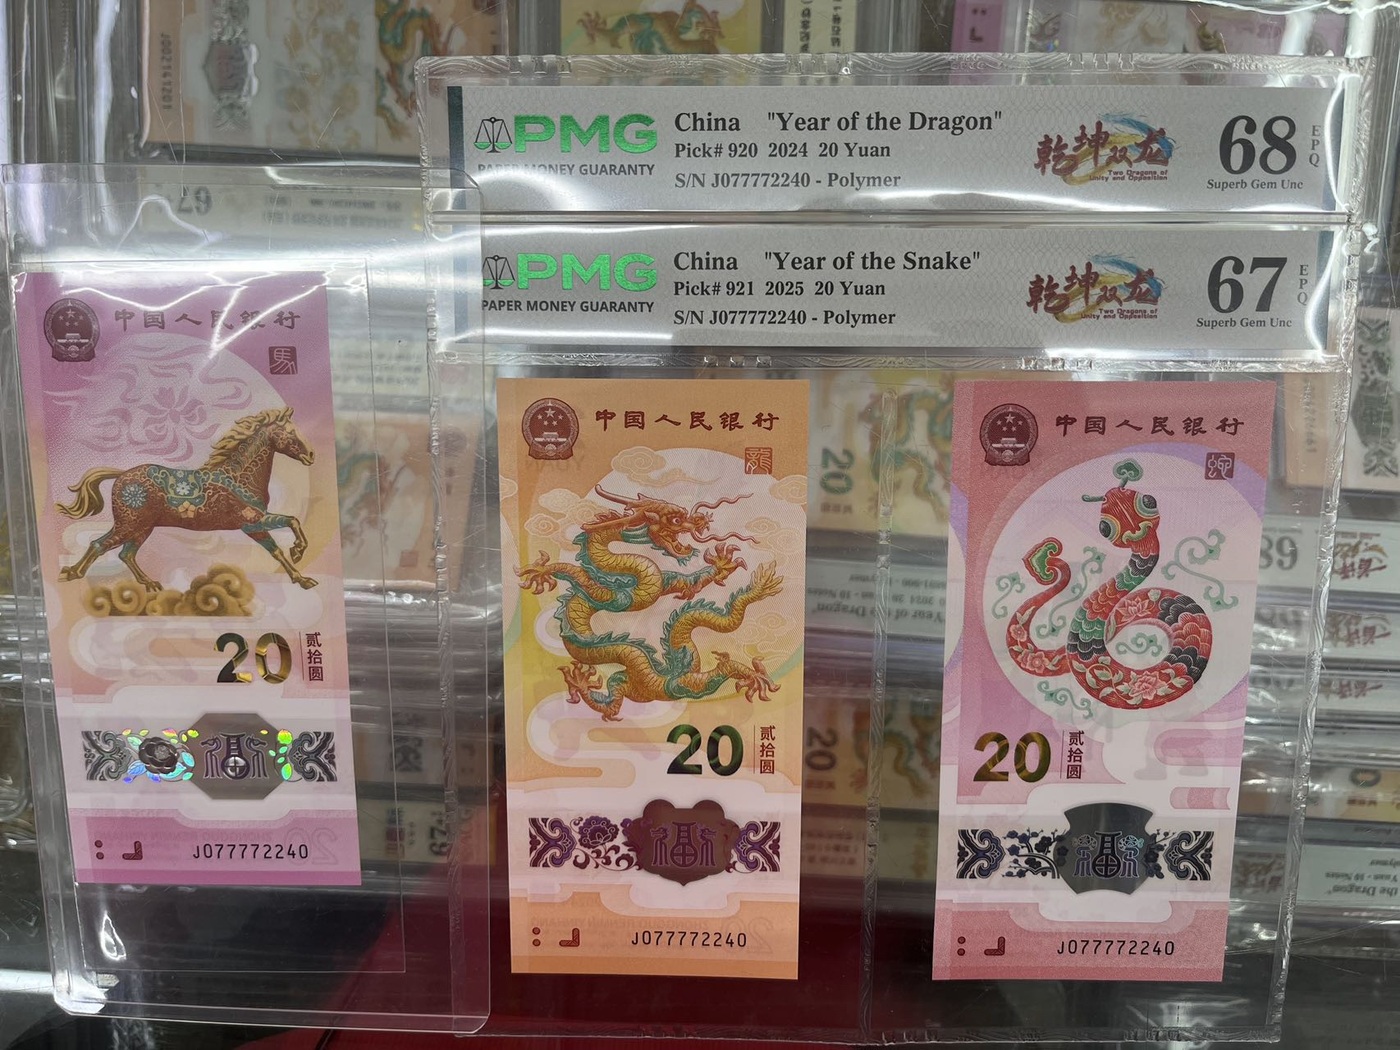 PMG
PAPER MONEY GUARANTY
China "Year of the Dragon"
Pick# 920 2024 20 Yuan
S/N J077772240 - Polymer
乾坤双龙
Two Dragons of
Unity and Opposition
68
EPQ
Superb Gem Unc
PMG
PAPER MONEY GUARANTY
China "Year of the Snake"
Pick# 921 2025 20 Yuan
S/N J077772240 - Polymer
乾坤双龙
Two Dragons of
Unity and Opposition
67
EPQ
Superb Gem Unc
中国人民银行
馬
20
贰拾圆
福
J077772240
中国人民银行
龍
20
贰拾圆
福
J077772240
中国人民银行
蛇
20
贰拾圆
福
J077772240
J002141201
67
20
20
68